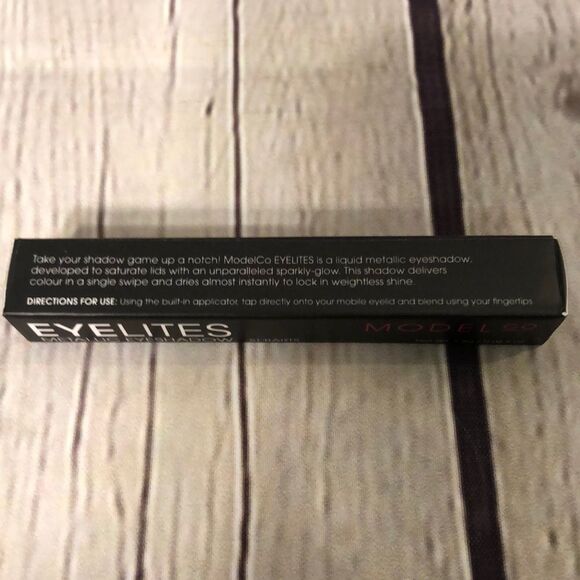 Take your shadow game up a notch! ModelCo EYELITES is a liquid metallic eyeshadow,
developed to saturate lids with an unparalleled sparkly-glow. This shadow delivers
colour in a single swipe and dries almost instantly to lock in weightless shine.
DIRECTIONS FOR USE: Using the built-in applicator, tap directly onto your mobile eyelid and blend using your fingertips
EYELITES MODEL CO
METALLIC EYESHADOW